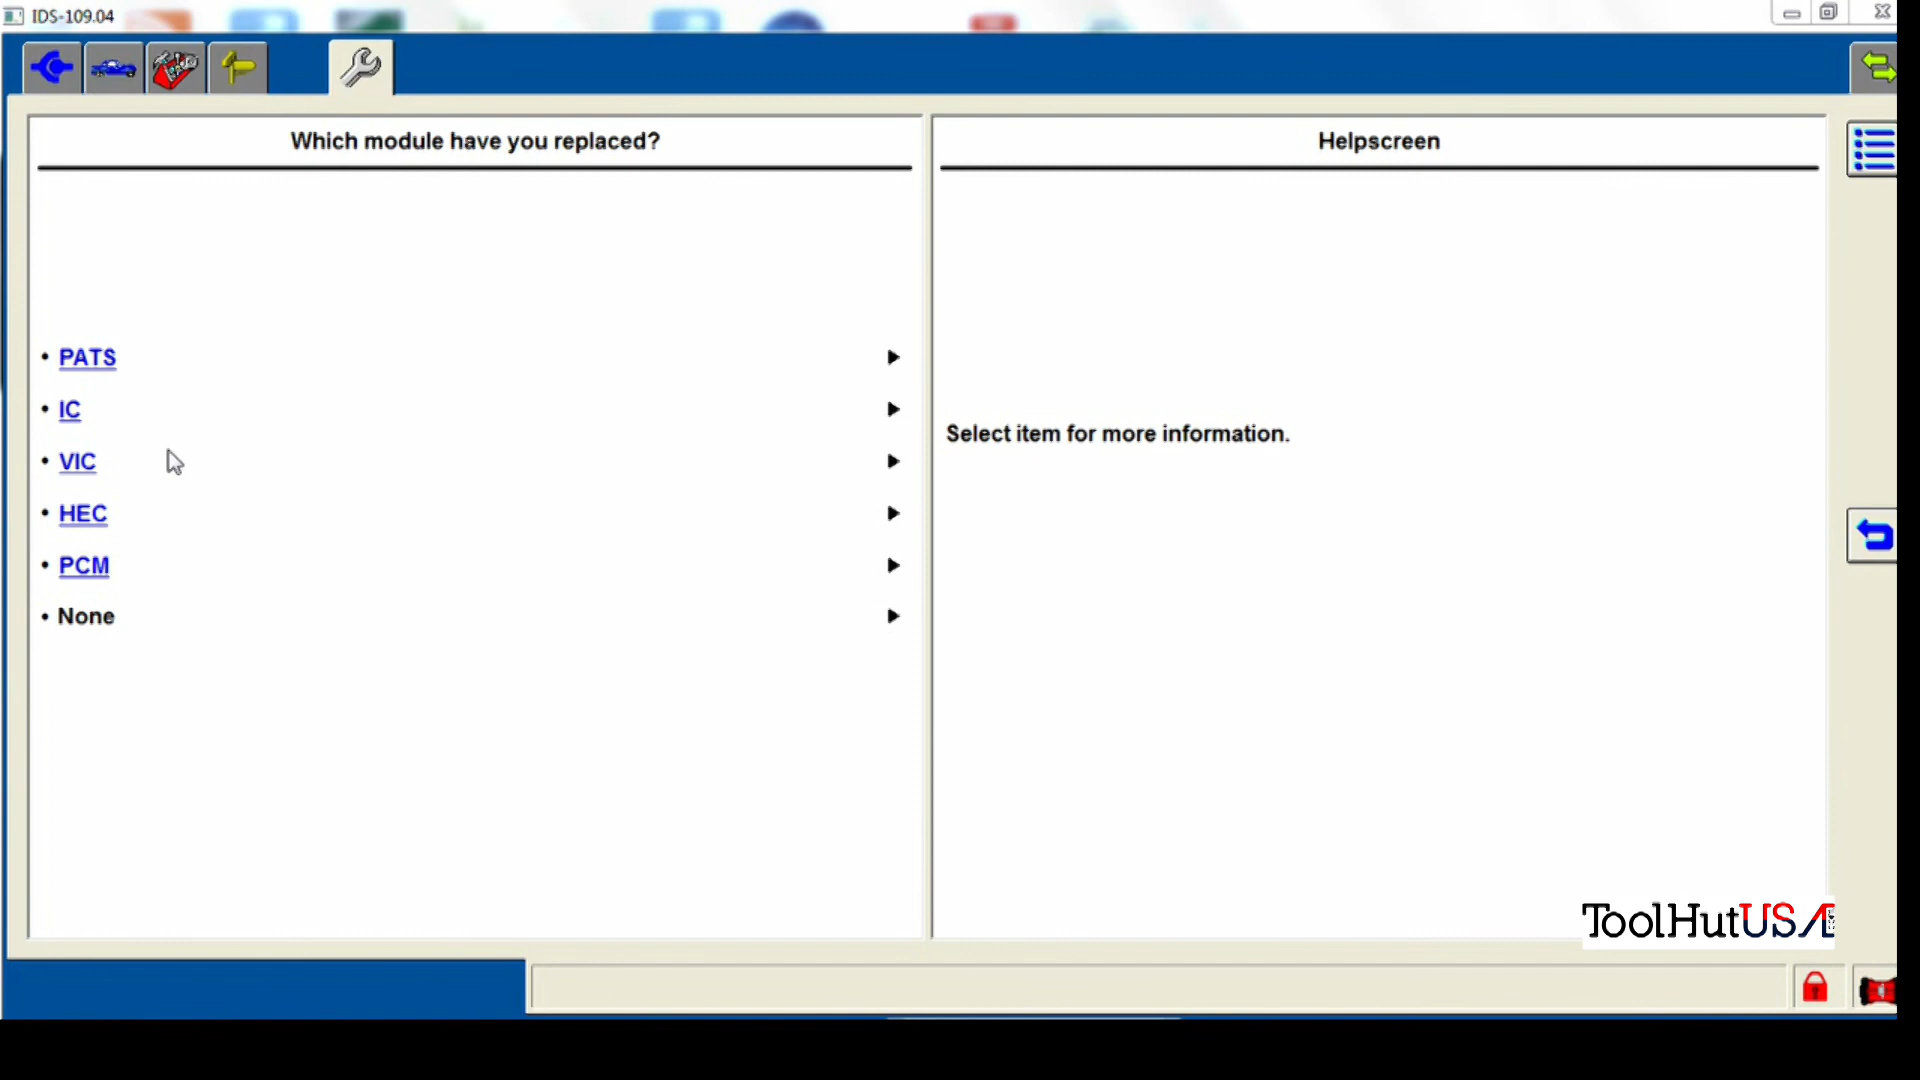 IDS-109.04
Which module have you replaced?
• PATS
• IC
• VIC
• HEC
• PCM
• None
Helpscreen
Select item for more information.
ToolHutUSA